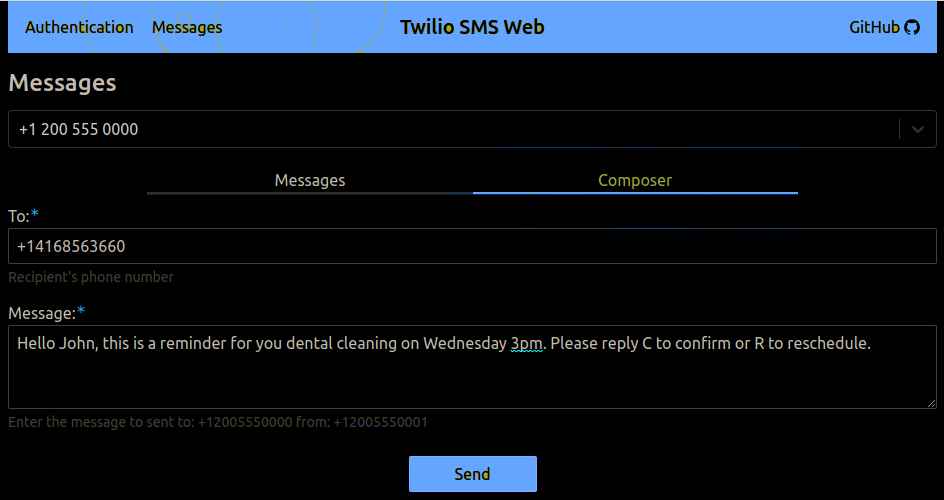 Authentication Messages Twilio SMS Web GitHub
Messages
+1 200 555 0000
Messages Composer
To:*
+14168563660
Recipient's phone number
Message:*
Hello John, this is a reminder for you dental cleaning on Wednesday 3pm. Please reply C to confirm or R to reschedule.
Enter the message to sent to: +12005550000 from: +12005550001
Send